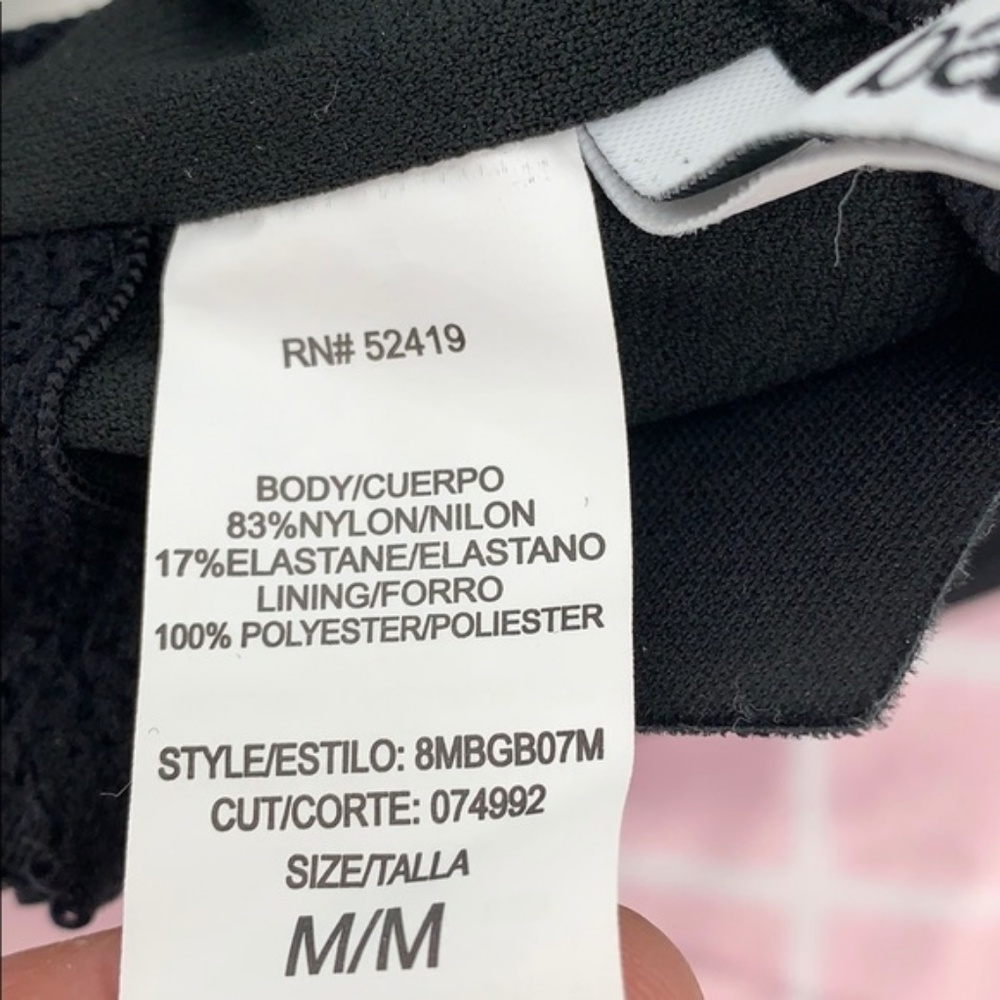 RN# 52419
BODY/CUERPO
83%NYLON/NILON
17%ELASTANE/ELASTANO
LINING/FORRO
100% POLYESTER/POLIESTER
STYLE/ESTILO: 8MBGB07M
CUT/CORTE: 074992
SIZE/TALLA
M/M